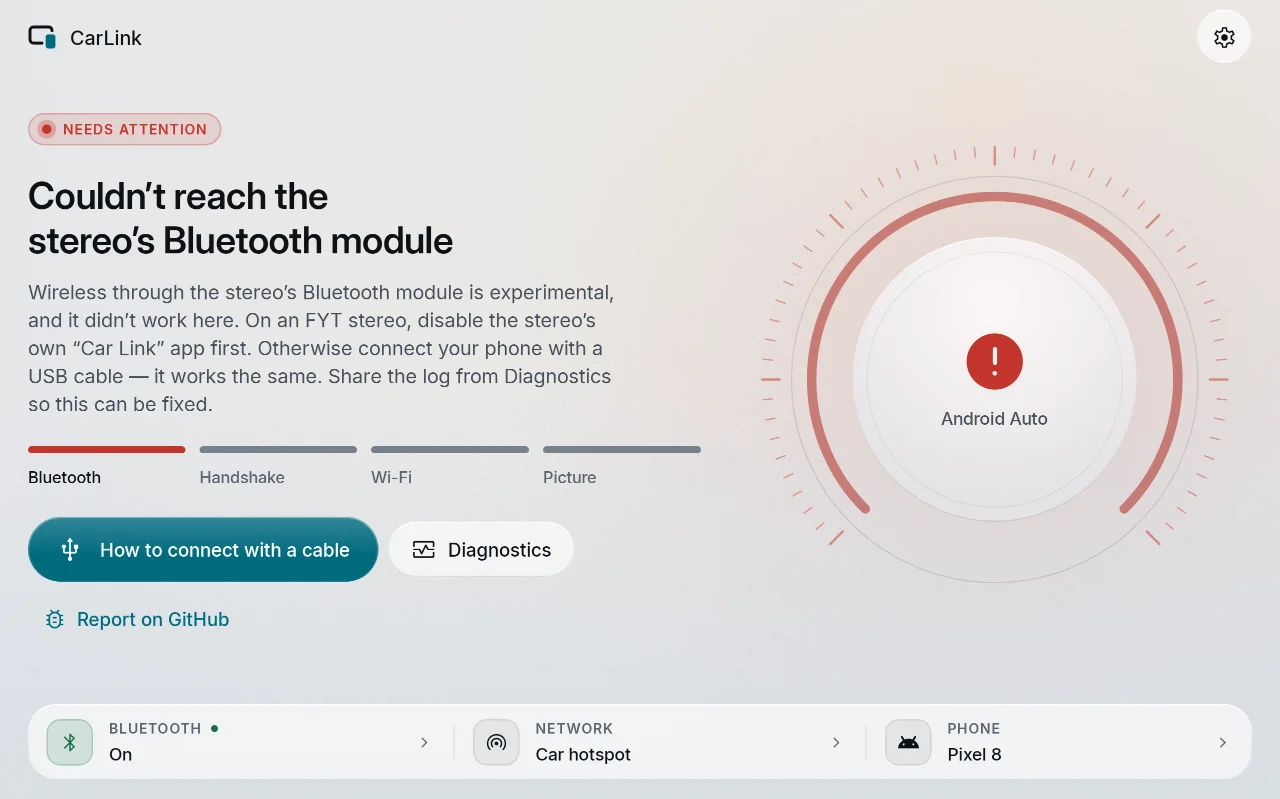 CarLink
NEEDS ATTENTION
Couldn’t reach the
stereo’s Bluetooth module
Wireless through the stereo’s Bluetooth module is experimental,
and it didn’t work here. On an FYT stereo, disable the stereo’s
own “Car Link” app first. Otherwise connect your phone with a
USB cable — it works the same. Share the log from Diagnostics
so this can be fixed.
Bluetooth
Handshake
Wi-Fi
Picture
How to connect with a cable
Diagnostics
Report on GitHub
Android Auto
BLUETOOTH
On
NETWORK
Car hotspot
PHONE
Pixel 8